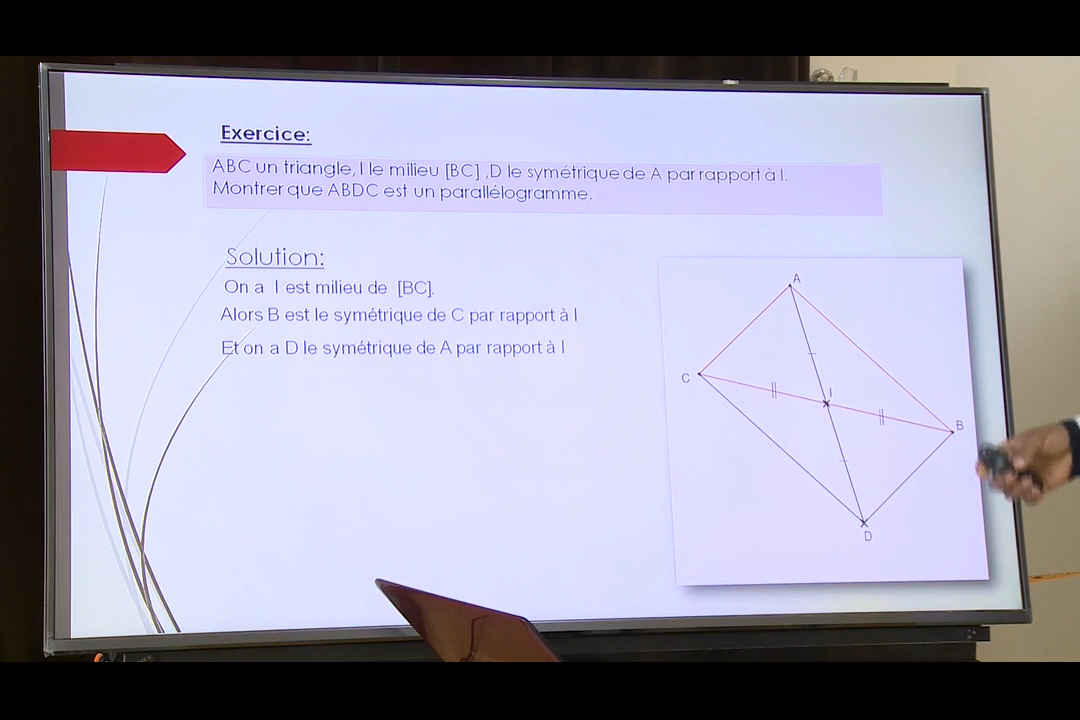 Exercice:
ABC un triangle, I le milieu [BC] ,D le symétrique de A par rapport à I.
Montrer que ABDC est un parallélogramme.
Solution:
On a I est milieu de [BC].
Alors B est le symétrique de C par rapport à I
Et on a D le symétrique de A par rapport à I
A
C
I
B
D